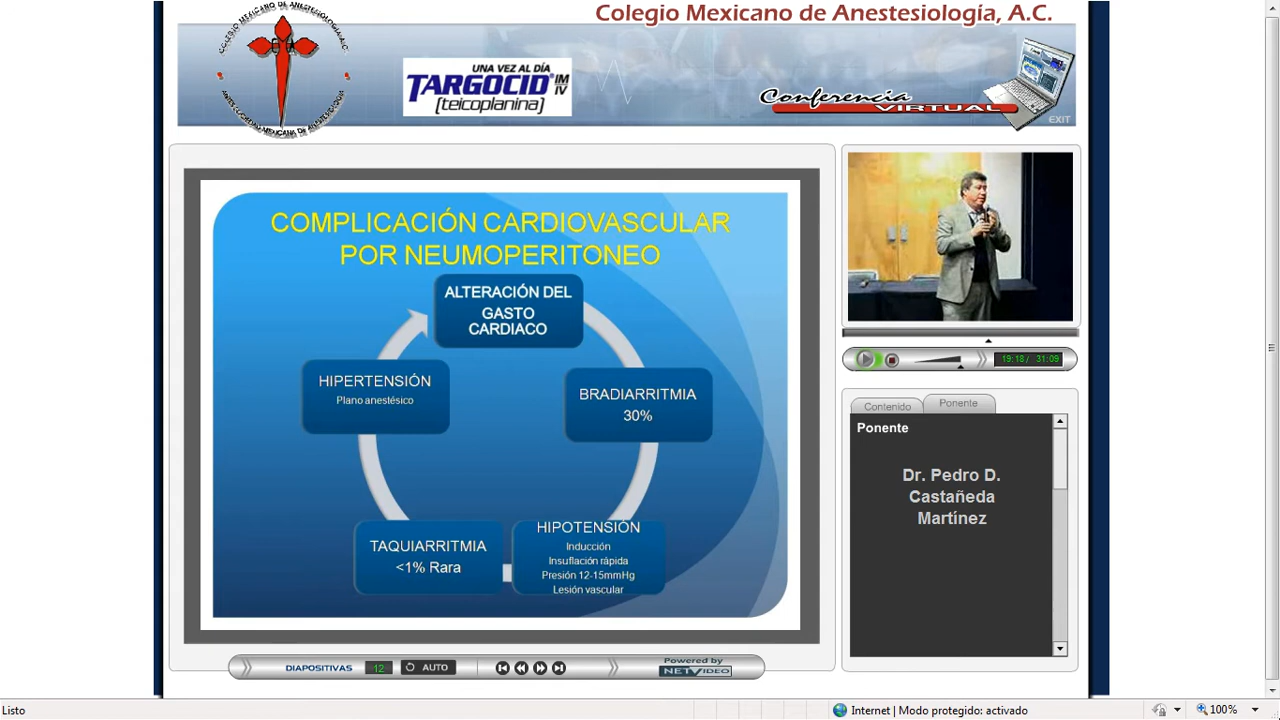 Colegio Mexicano de Anestesiología, A.C.
UNA VEZ AL DÍA
TARGOCID IM IV
[teicoplanina]
Conferencia
VIRTUAL
EXIT
COMPLICACIÓN CARDIOVASCULAR
POR NEUMOPERITONEO
ALTERACIÓN DEL
GASTO
CARDIACO
HIPERTENSIÓN
Plano anestésico
BRADIARRITMIA
30%
TAQUIARRITMIA
<1% Rara
HIPOTENSIÓN
Inducción
Insuflación rápida
Presión 12-15mmHg
Lesión vascular
19:18/ 31:09
Contenido
Ponente
Ponente
Dr. Pedro D.
Castañeda
Martínez
DIAPOSITIVAS 12 AUTO
Powered by
NETVIDEO
Listo
Internet | Modo protegido: activado
100%